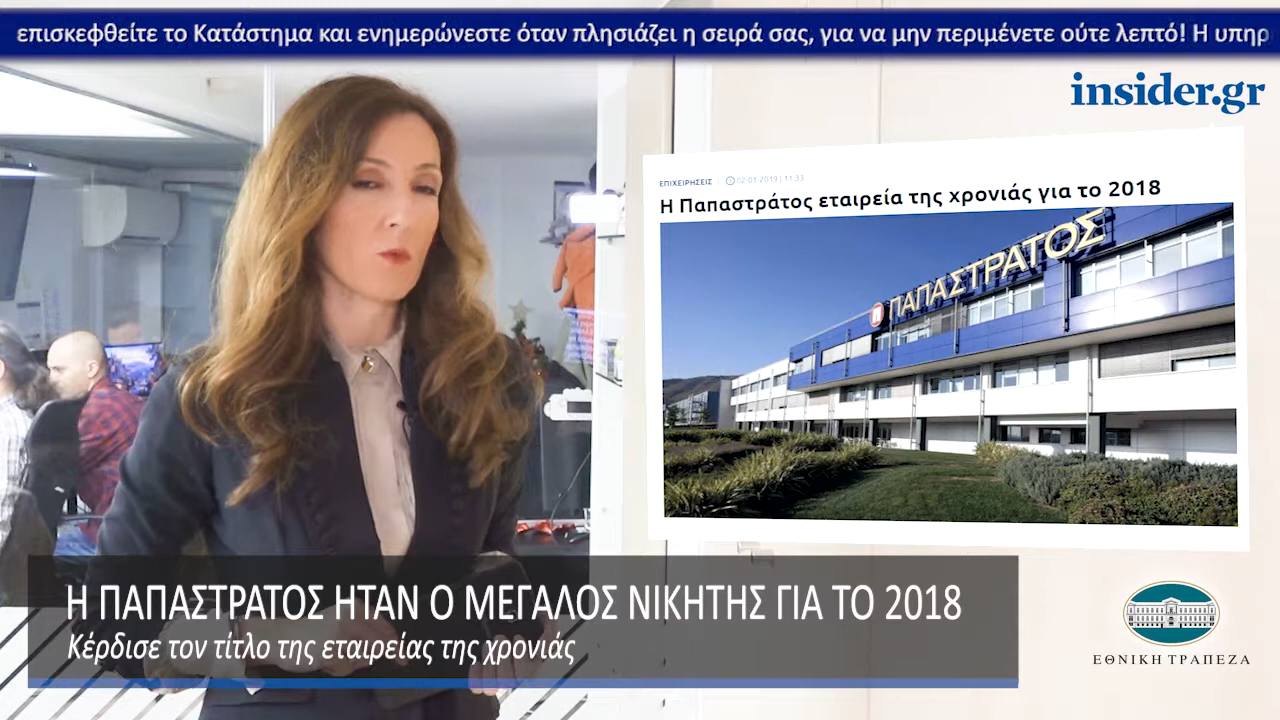 επισκεφθείτε το Κατάστημα και ενημερώνεστε όταν πλησιάζει η σειρά σας, για να μην περιμένετε ούτε λεπτό! Η υπηρ
insider.gr
ΕΠΙΧΕΙΡΗΣΕΙΣ 02-01-2019 | 11:33
Η Παπαστράτος εταιρεία της χρονιάς για το 2018
ΠΑΠΑΣΤΡΑΤΟΣ
Η ΠΑΠΑΣΤΡΑΤΟΣ ΗΤΑΝ Ο ΜΕΓΑΛΟΣ ΝΙΚΗΤΗΣ ΓΙΑ ΤΟ 2018
Κέρδισε τον τίτλο της εταιρείας της χρονιάς
ΕΘΝΙΚΗ ΤΡΑΠΕΖΑ